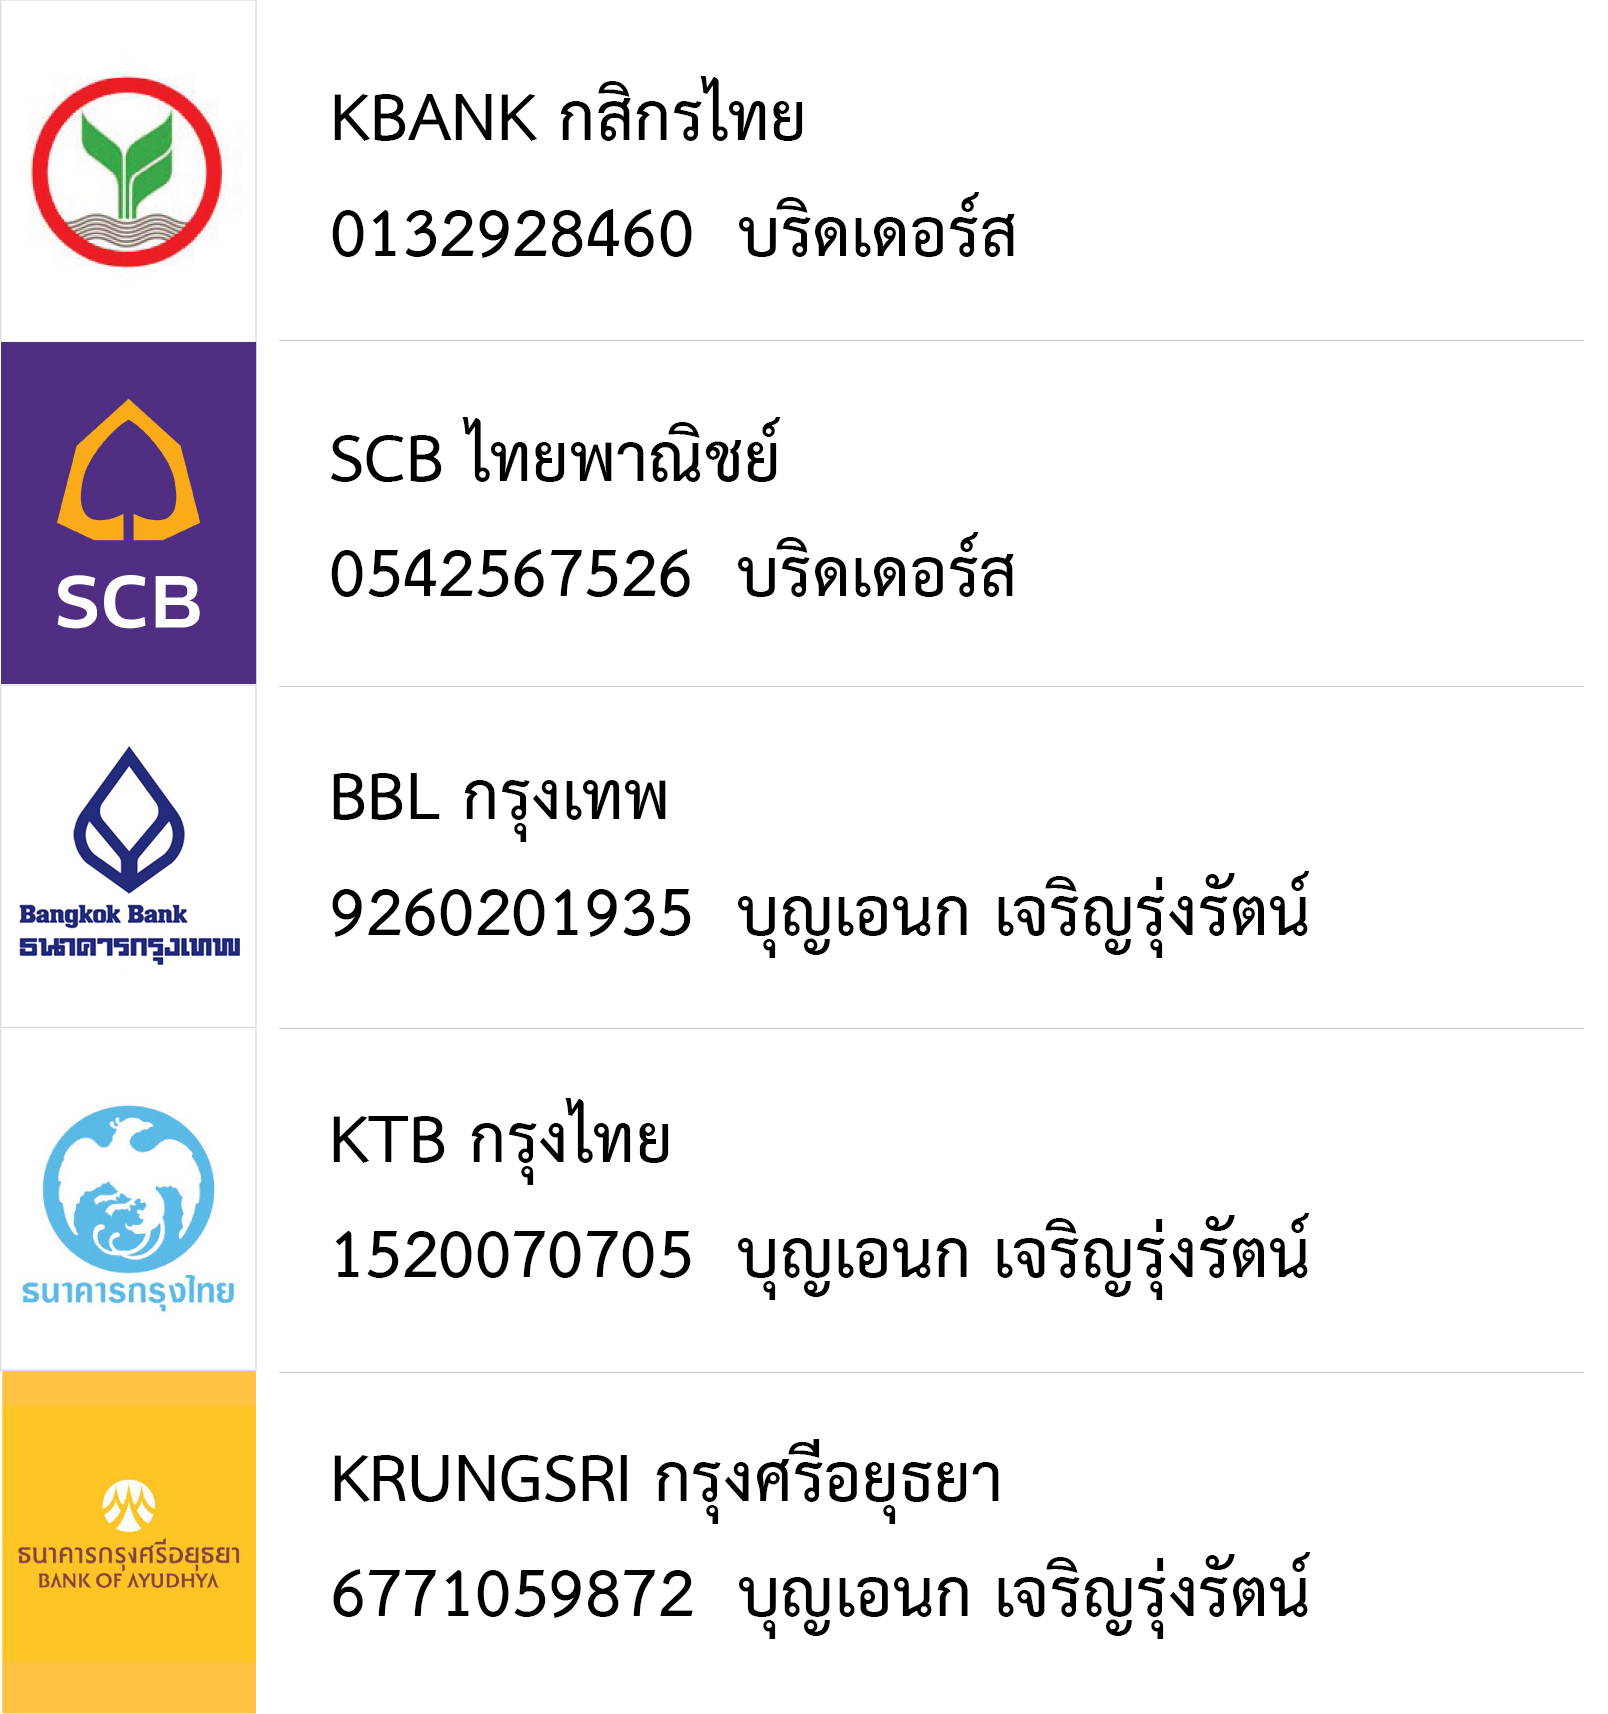 KBANK กสิกรไทย
0132928460 บริดเดอร์ส
SCB
SCB ไทยพาณิชย์
0542567526 บริดเดอร์ส
Bangkok Bank
ธนาคารกรุงเทพ
BBL กรุงเทพ
9260201935 บุญเอนก เจริญรุ่งรัตน์
ธนาคารกรุงไทย
KTB กรุงไทย
1520070705 บุญเอนก เจริญรุ่งรัตน์
ธนาคารกรุงศรีอยุธยา
BANK OF AYUDHYA
KRUNGSRI กรุงศรีอยุธยา
6771059872 บุญเอนก เจริญรุ่งรัตน์